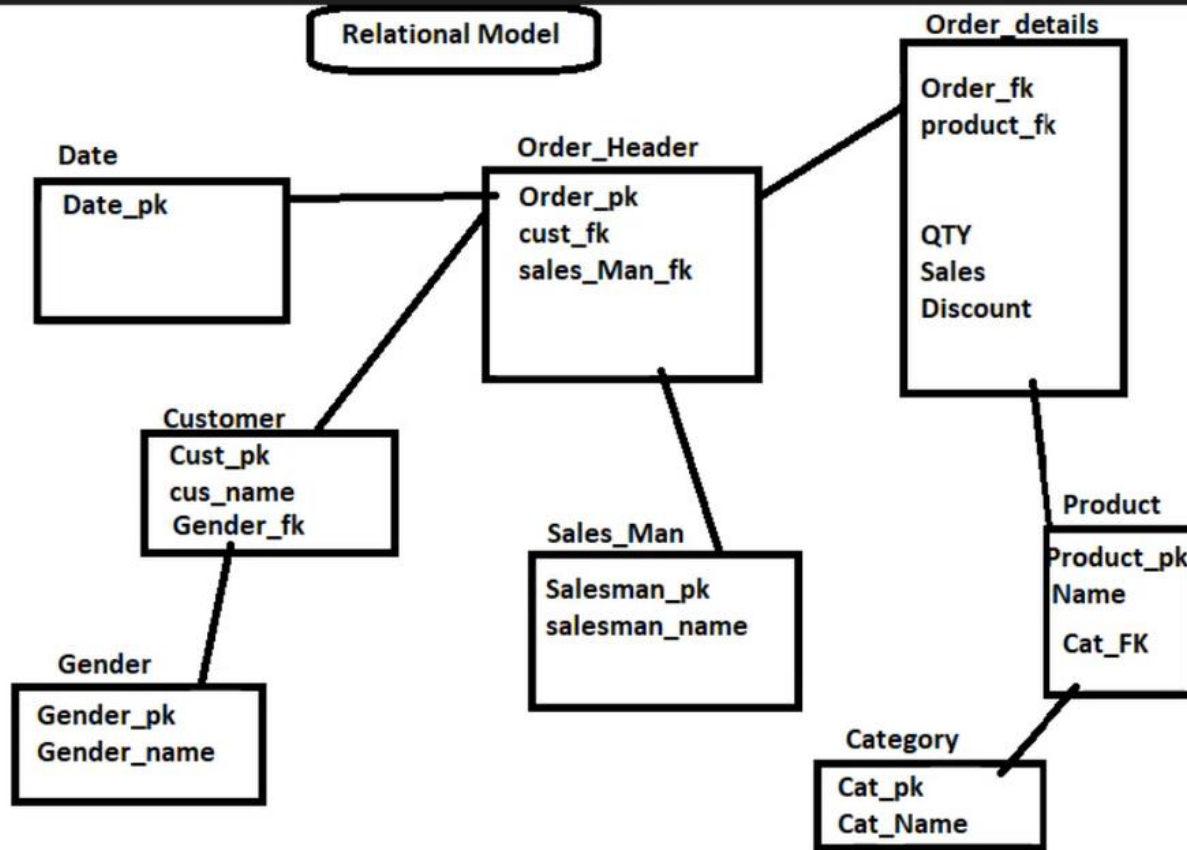 Relational Model
Order_details
Order_fk
product_fk
QTY
Sales
Discount
Date
Date_pk
Order_Header
Order_pk
cust_fk
sales_Man_fk
Customer
Cust_pk
cus_name
Gender_fk
Sales_Man
Salesman_pk
salesman_name
Product
Product_pk
Name
Cat_FK
Gender
Gender_pk
Gender_name
Category
Cat_pk
Cat_Name